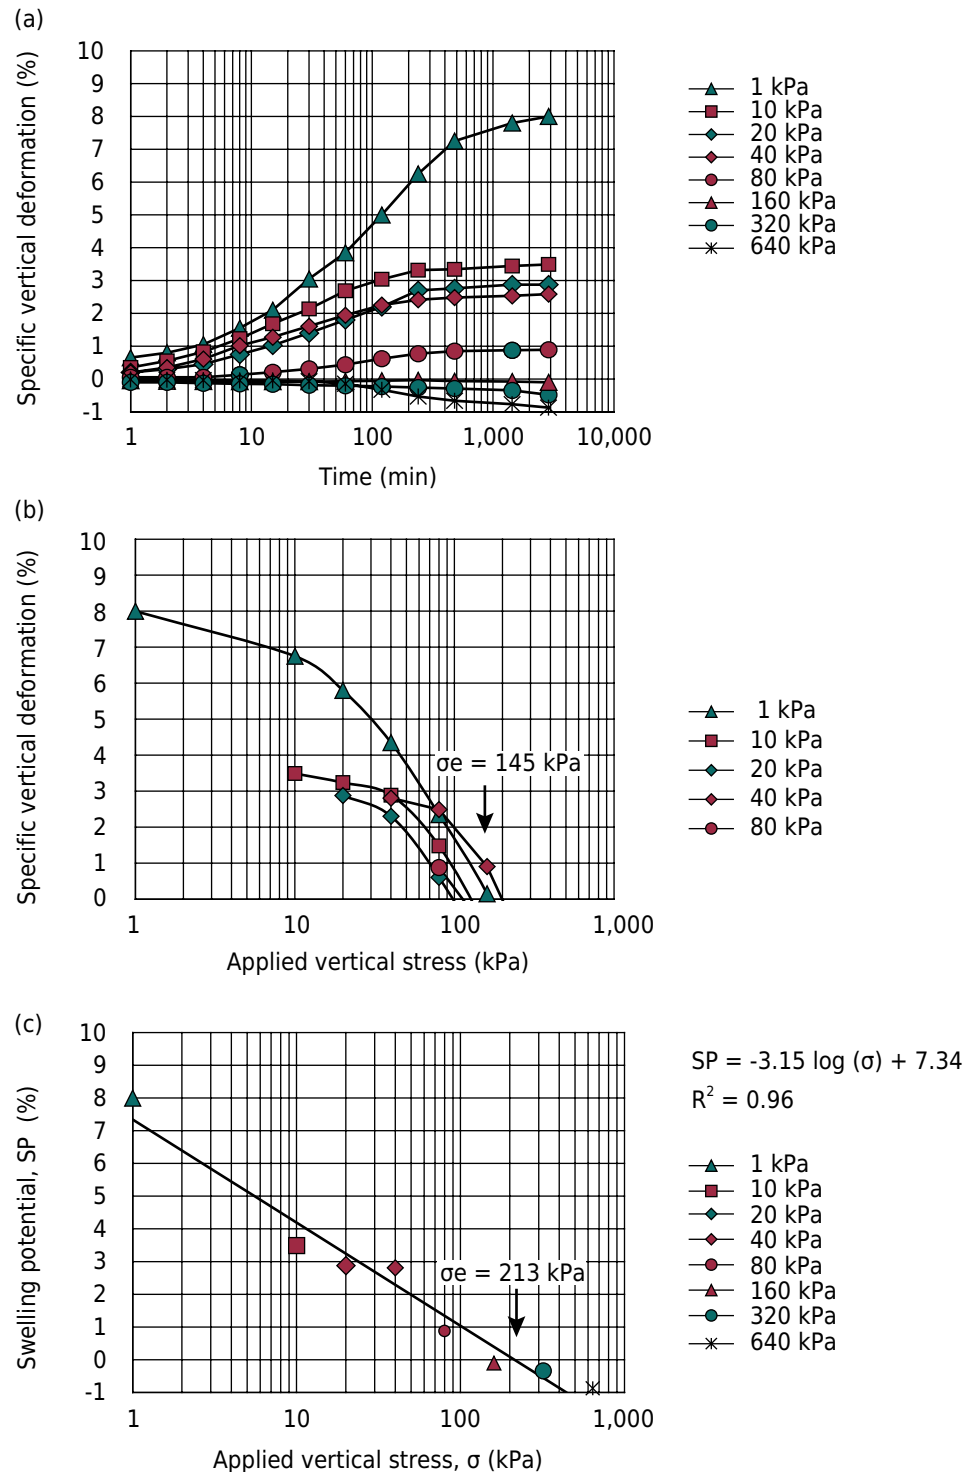 (a)
Specific vertical deformation (%)
10
9
8
7
6
5
4
3
2
1
0
-1
1
10
100
1,000
10,000
Time (min)
1 kPa
10 kPa
20 kPa
40 kPa
80 kPa
160 kPa
320 kPa
640 kPa
(b)
Specific vertical deformation (%)
10
9
8
7
6
5
4
3
2
1
0
1
10
100
1,000
Applied vertical stress (kPa)
σe = 145 kPa
1 kPa
10 kPa
20 kPa
40 kPa
80 kPa
(c)
Swelling potential, SP (%)
10
9
8
7
6
5
4
3
2
1
0
-1
1
10
100
1,000
Applied vertical stress, σ (kPa)
σe = 213 kPa
SP = -3.15 log (σ) + 7.34
R² = 0.96
1 kPa
10 kPa
20 kPa
40 kPa
80 kPa
160 kPa
320 kPa
640 kPa